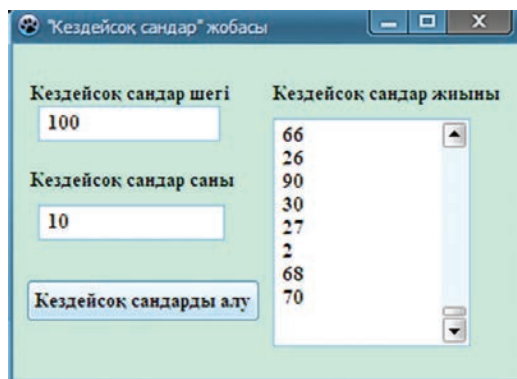 "Кездейсоқ сандар" жобасы
Кездейсоқ сандар шегі
100
Кездейсоқ сандар саны
10
Кездейсоқ сандарды алу
Кездейсоқ сандар жиыны
66
26
90
30
27
2
68
70